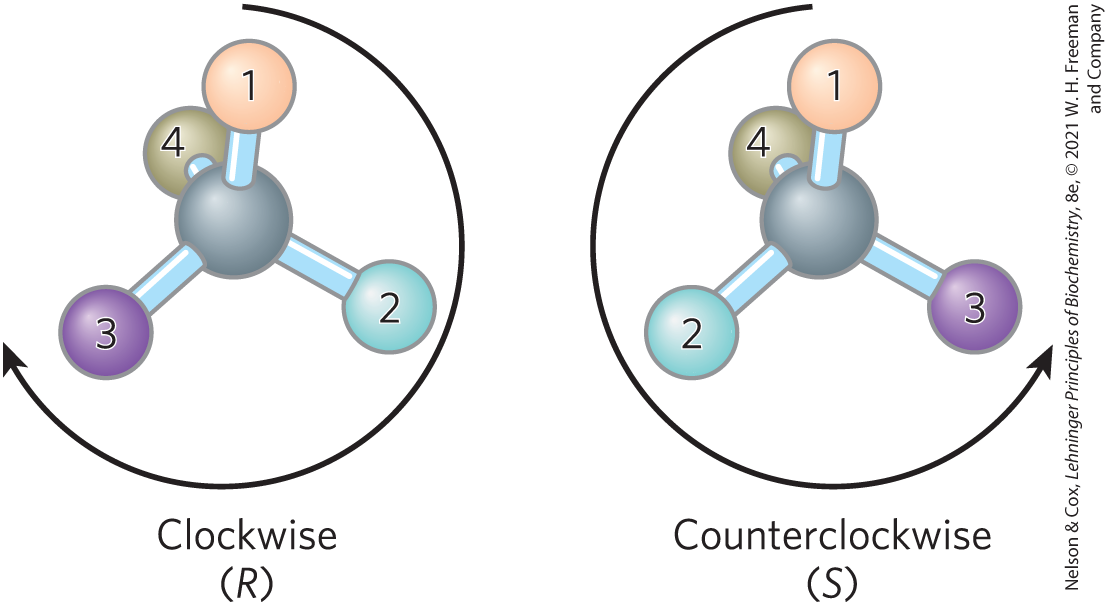 1
4
3
2
Clockwise
(R)
1
4
2
3
Counterclockwise
(S)
Nelson & Cox, Lehninger Principles of Biochemistry, 8e, © 2021 W. H. Freeman
and Company